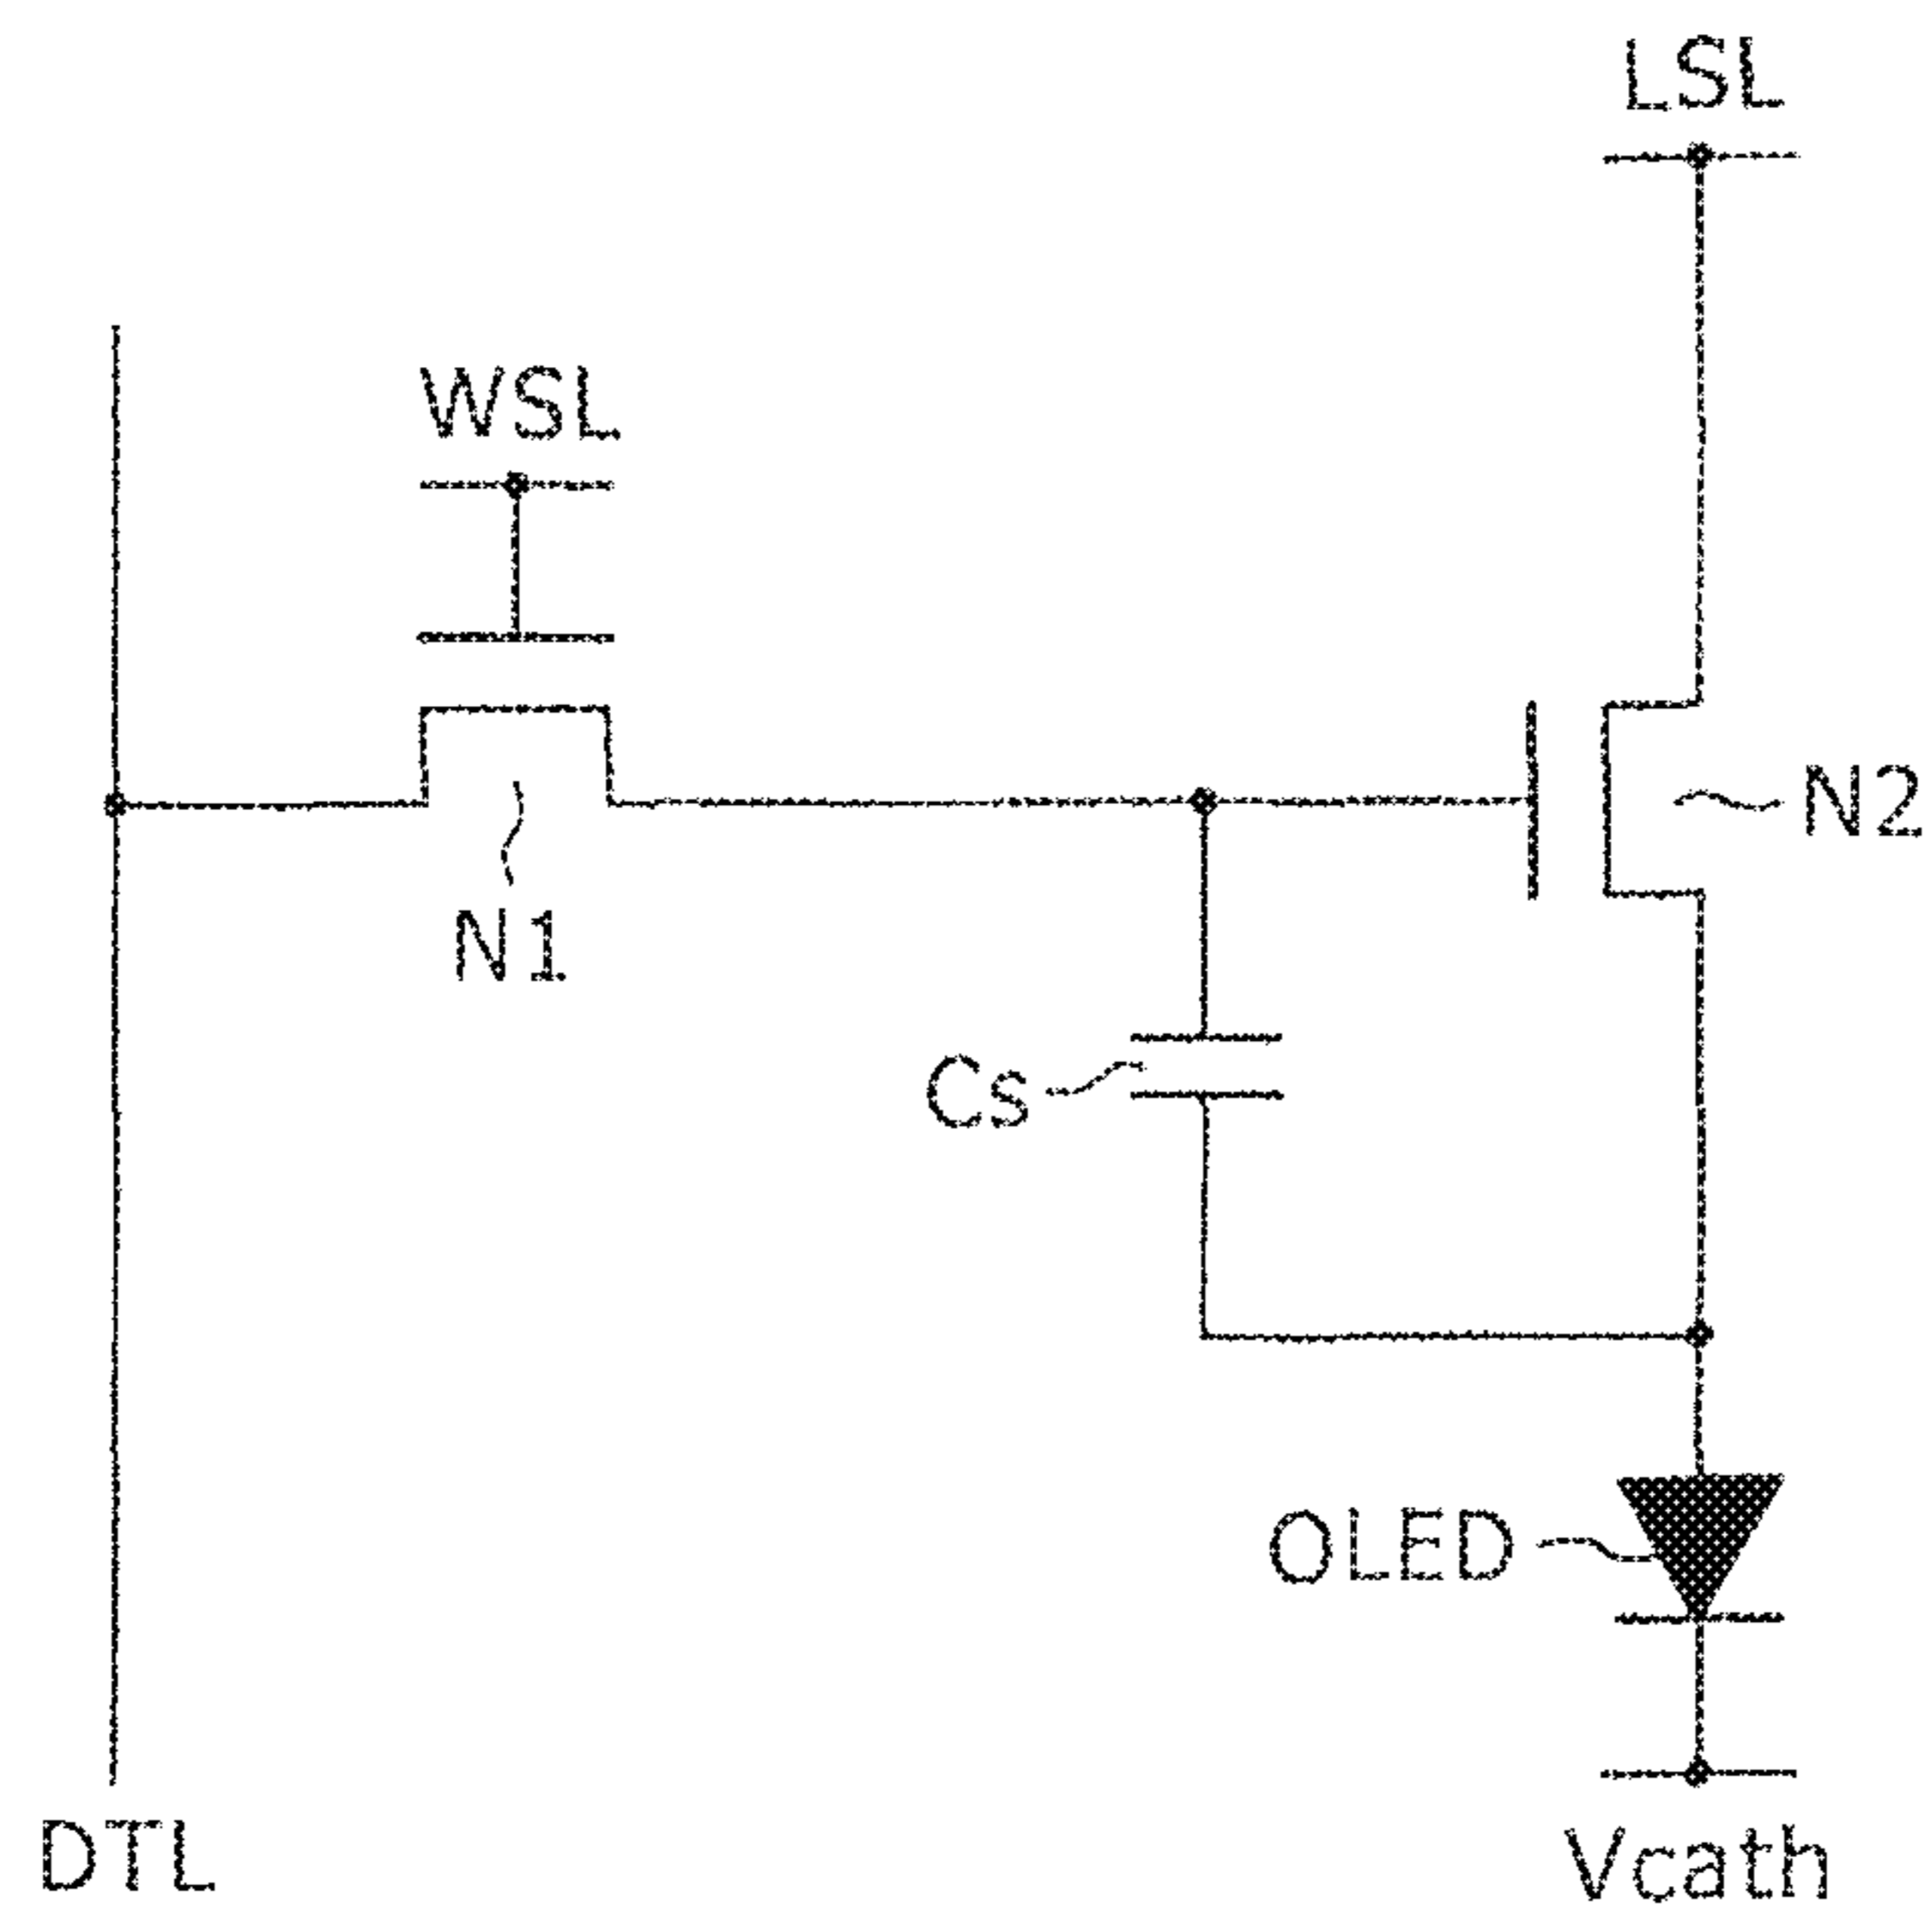 LSL
WSL
N2
N1
Cs
OLED
DTL
Vcath